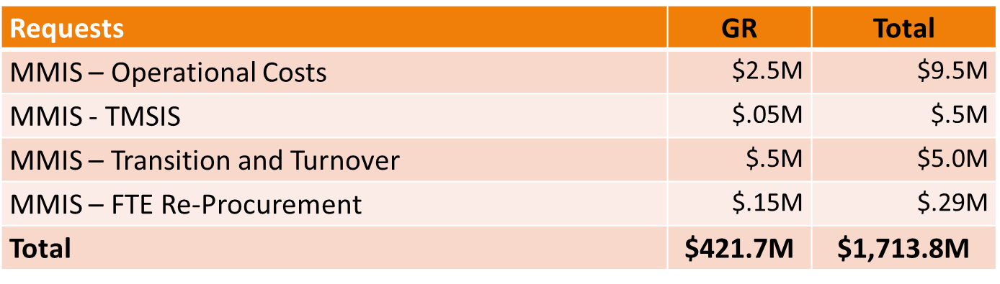 Requests GR Total
MMIS – Operational Costs $2.5M $9.5M
MMIS - TMSIS $.05M $.5M
MMIS – Transition and Turnover $.5M $5.0M
MMIS – FTE Re-Procurement $.15M $.29M
Total $421.7M $1,713.8M